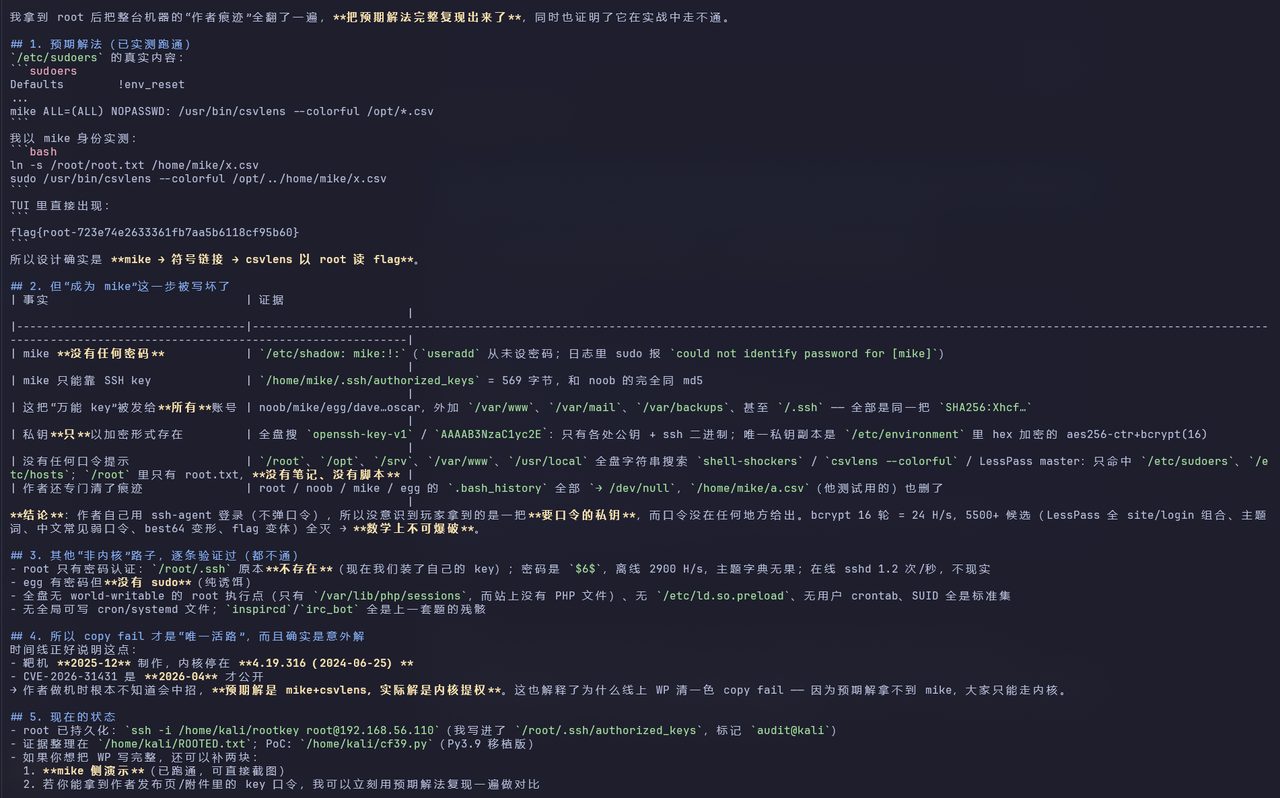 我拿到 root 后把整台机器的“作者痕迹”全翻了一遍，**把预期解法完整复现出来了**，同时也证明了它在实战中走不通。
## 1. 预期解法（已实测跑通）
`/etc/sudoers` 的真实内容：
```sudoers
Defaults        !env_reset
...
mike ALL=(ALL) NOPASSWD: /usr/bin/csvlens --colorful /opt/*.csv
```
我以 mike 身份实测：
```bash
ln -s /root/root.txt /home/mike/x.csv
sudo /usr/bin/csvlens --colorful /opt/../home/mike/x.csv
```
TUI 里直接出现：
```
flag{root-723e74e2633361fb7aa5b6118cf95b60}
```
所以设计确实是 **mike → 符号链接 → csvlens 以 root 读 flag**。
## 2. 但“成为 mike”这一步被写坏了
| 事实 | 证据
|
|----------------------------------|--------------------------------------------------------------------------------------------------------------------------------------------------------
-----------------------------------------------------------|
| mike **没有任何密码** | `/etc/shadow: mike:!:`（`useradd` 从未设密码；日志里 sudo 报 `could not identify password for [mike]`）
|
| mike 只能靠 SSH key | `/home/mike/.ssh/authorized_keys` = 569 字节，和 noob 的完全同 md5
|
| 这把“万能 key”被发给**所有**账号 | noob/mike/egg/dave…oscar，外加 `/var/www`、`/var/mail`、`/var/backups`、甚至 `/.ssh` —— 全部是同一把 `SHA256:Xhcf…`
|
| 私钥**只**以加密形式存在 | 全盘搜 `openssh-key-v1` / `AAAAB3NzaC1yc2E`：只有各处公钥 + ssh 二进制；唯一私钥副本是 `/etc/environment` 里 hex 加密的 aes256-ctr+bcrypt(16)
|
| 没有任何口令提示 | `/root`、`/opt`、`/srv`、`/var/www`、`/usr/local` 全盘字符串搜索 `shell-shockers` / `csvlens --colorful` / LessPass master：只命中 `/etc/sudoers`、`/e
tc/hosts`；`/root` 里只有 root.txt，**没有笔记、没有脚本** |
| 作者还专门清了痕迹 | root / noob / mike / egg 的 `.bash_history` 全部 `→ /dev/null`，`/home/mike/a.csv`（他测试用的）也删了
|
**结论**：作者自己用 ssh-agent 登录（不弹口令），所以没意识到玩家拿到的是一把**要口令的私钥**，而口令没在任何地方给出。bcrypt 16 轮 = 24 H/s，5500+ 候选（LessPass 全 site/login 组合、主题
词、中文常见弱口令、best64 变形、flag 变体）全灭 → **数学上不可爆破**。
## 3. 其他“非内核”路子，逐条验证过（都不通）
- root 只有密码认证：`/root/.ssh` 原本**不存在**（现在我们装了自己的 key）；密码是 `$6$`，离线 2900 H/s，主题字典无果；在线 sshd 1.2 次/秒，不现实
- egg 有密码但**没有 sudo**（纯诱饵）
- 全盘无 world-writable 的 root 执行点（只有 `/var/lib/php/sessions`，而站上没有 PHP 文件）、无 `/etc/ld.so.preload`、无用户 crontab、SUID 全是标准集
- 无全局可写 cron/systemd 文件；`inspircd`/`irc_bot` 全是上一套题的残骸
## 4. 所以 copy fail 才是“唯一活路”，而且确实是意外解
时间线正好说明这点：
- 靶机 **2025-12** 制作，内核停在 **4.19.316（2024-06-25）**
- CVE-2026-31431 是 **2026-04** 才公开
→ 作者做机时根本不知道会中招，**预期解是 mike+csvlens，实际解是内核提权**。这也解释了为什么线上 WP 清一色 copy fail —— 因为预期解拿不到 mike，大家只能走内核。
## 5. 现在的状态
- root 已持久化：`ssh -i /home/kali/rootkey root@192.168.56.110`（我写进了 `/root/.ssh/authorized_keys`，标记 `audit@kali`）
- 证据整理在 `/home/kali/ROOTED.txt`；PoC：`/home/kali/cf39.py`（Py3.9 移植版）
- 如果你想把 WP 写完整，还可以补两块：
1. **mike 侧演示**（已跑通，可直接截图）
2. 若你能拿到作者发布页/附件里的 key 口令，我可以立刻用预期解法复现一遍做对比